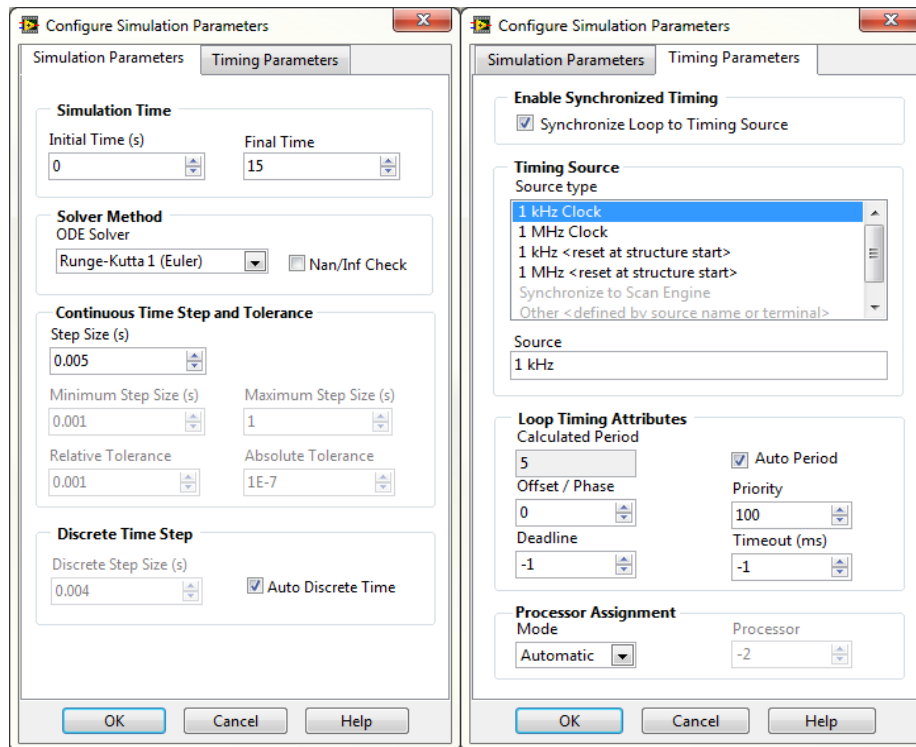 Configure Simulation Parameters
Simulation Parameters
Timing Parameters
Simulation Time
Initial Time (s)
Final Time
0
15
Solver Method
ODE Solver
Runge-Kutta 1 (Euler)
Nan/Inf Check
Continuous Time Step and Tolerance
Step Size (s)
0.005
Minimum Step Size (s)
Maximum Step Size (s)
0.001
1
Relative Tolerance
Absolute Tolerance
0.001
1E-7
Discrete Time Step
Discrete Step Size (s)
0.004
Auto Discrete Time
OK
Cancel
Help
Configure Simulation Parameters
Simulation Parameters
Timing Parameters
Enable Synchronized Timing
Synchronize Loop to Timing Source
Timing Source
Source type
1 kHz Clock
1 MHz Clock
1 kHz <reset at structure start>
1 MHz <reset at structure start>
Synchronize to Scan Engine
Other <defined by source name or terminal>
Source
1 kHz
Loop Timing Attributes
Calculated Period
5
Auto Period
Offset / Phase
Priority
0
100
Deadline
Timeout (ms)
-1
-1
Processor Assignment
Mode
Processor
Automatic
-2
OK
Cancel
Help